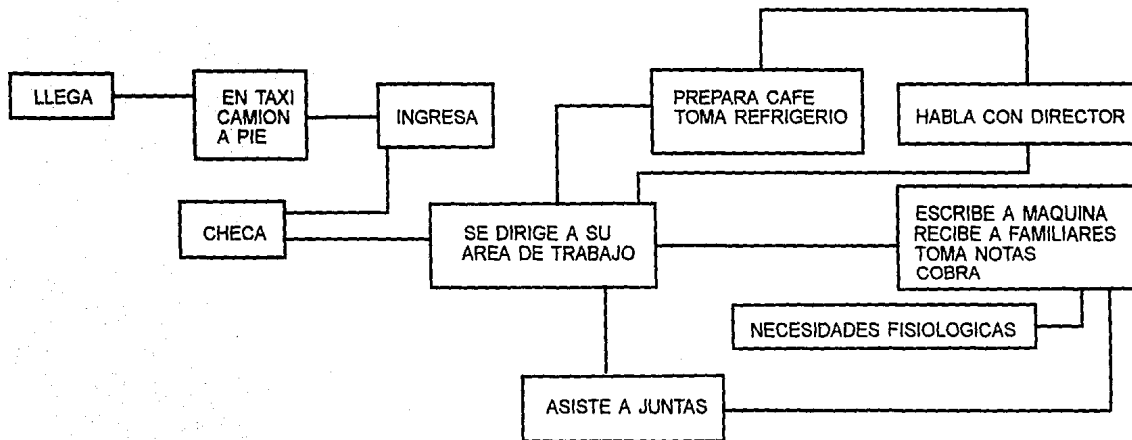 LLEGA
EN TAXI
CAMION
A PIE
INGRESA
CHECA
SE DIRIGE A SU
AREA DE TRABAJO
PREPARA CAFE
TOMA REFRIGERIO
HABLA CON DIRECTOR
ESCRIBE A MAQUINA
RECIBE A FAMILIARES
TOMA NOTAS
COBRA
NECESIDADES FISIOLOGICAS
ASISTE A JUNTAS